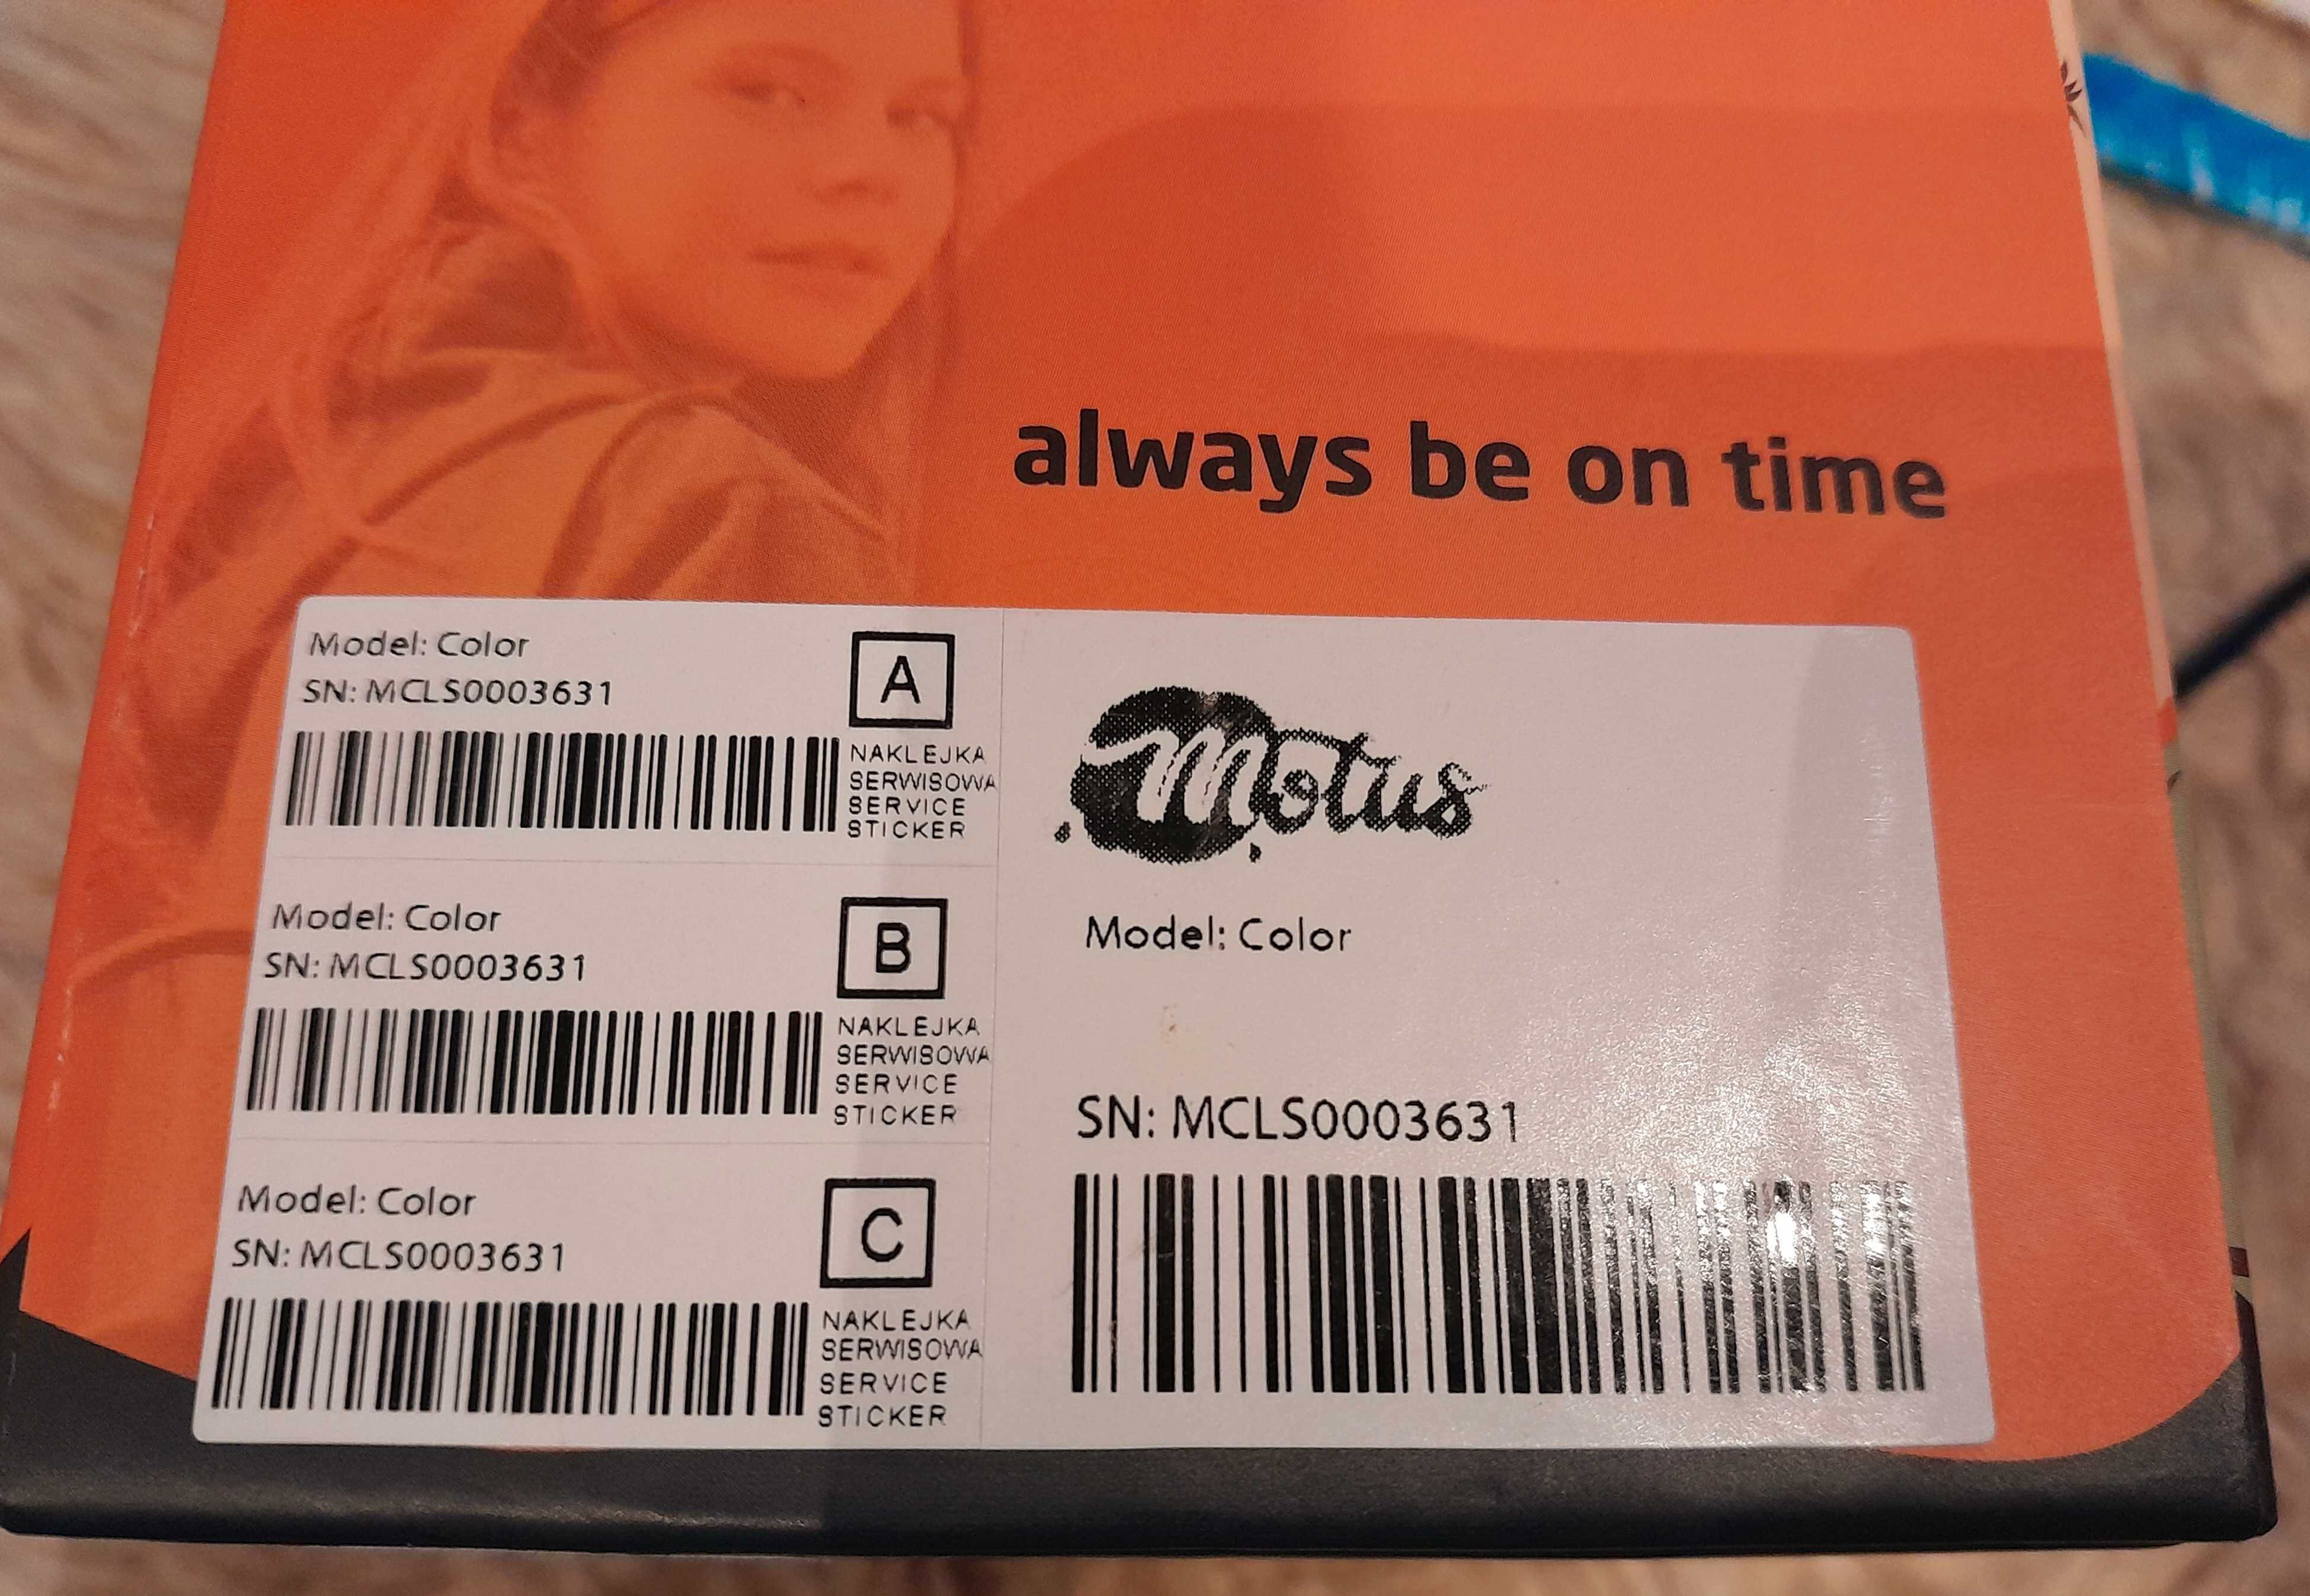 always be on time
Model: Color
SN: MCLS0003631
A
NAKLEJKA
SERWISOWA
SERVICE
STICKER
Model: Color
SN: MCLS0003631
B
NAKLEJKA
SERWISOWA
SERVICE
STICKER
Model: Color
SN: MCLS0003631
C
NAKLEJKA
SERWISOWA
SERVICE
STICKER
Motus
Model: Color
SN: MCLS0003631